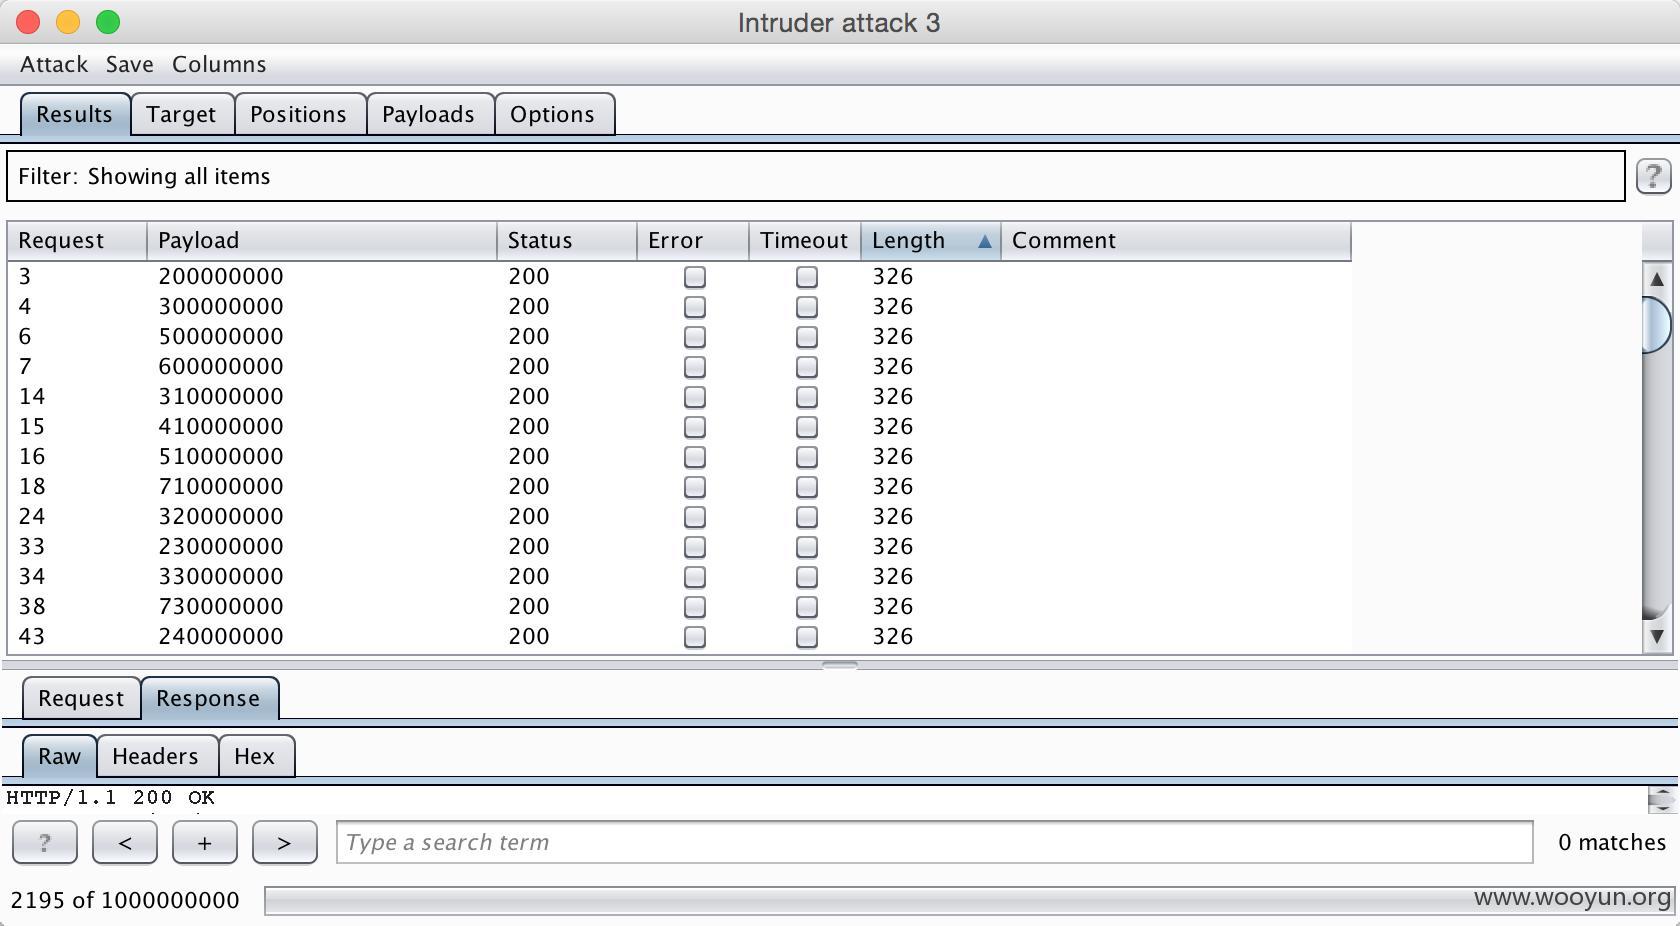 Intruder attack 3
Attack Save Columns
Results Target Positions Payloads Options
Filter: Showing all items
?
Request Payload Status Error Timeout Length Comment
3 200000000 200 326
4 300000000 200 326
6 500000000 200 326
7 600000000 200 326
14 310000000 200 326
15 410000000 200 326
16 510000000 200 326
18 710000000 200 326
24 320000000 200 326
33 230000000 200 326
34 330000000 200 326
38 730000000 200 326
43 240000000 200 326
Request Response
Raw Headers Hex
HTTP/1.1 200 OK
? < + > Type a search term 0 matches
2195 of 1000000000
www.wooyun.org